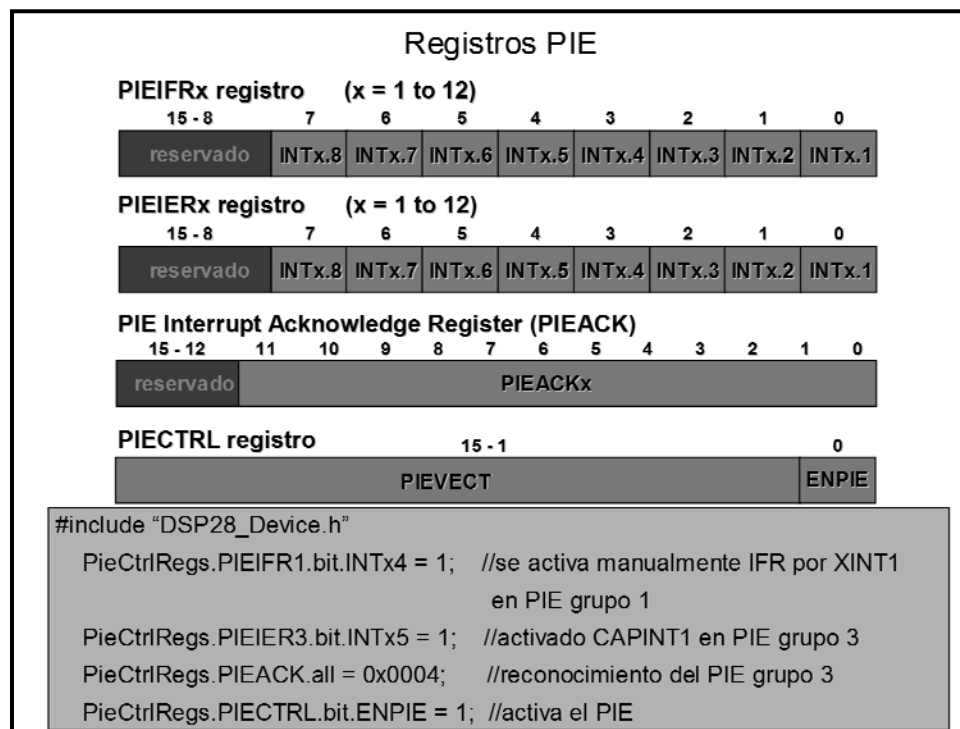 Registros PIE
PIEIFRx registro (x = 1 to 12)
15 - 8 7 6 5 4 3 2 1 0
reservado INTx.8 INTx.7 INTx.6 INTx.5 INTx.4 INTx.3 INTx.2 INTx.1
PIEIERx registro (x = 1 to 12)
15 - 8 7 6 5 4 3 2 1 0
reservado INTx.8 INTx.7 INTx.6 INTx.5 INTx.4 INTx.3 INTx.2 INTx.1
PIE Interrupt Acknowledge Register (PIEACK)
15 - 12 11 10 9 8 7 6 5 4 3 2 1 0
reservado PIEACKx
PIECTRL registro 15 - 1 0
PIEVECT ENPIE
#include “DSP28_Device.h”
PieCtrlRegs.PIEIFR1.bit.INTx4 = 1; //se activa manualmente IFR por XINT1
en PIE grupo 1
PieCtrlRegs.PIEIER3.bit.INTx5 = 1; //activado CAPINT1 en PIE grupo 3
PieCtrlRegs.PIEACK.all = 0x0004; //reconocimiento del PIE grupo 3
PieCtrlRegs.PIECTRL.bit.ENPIE = 1; //activa el PIE